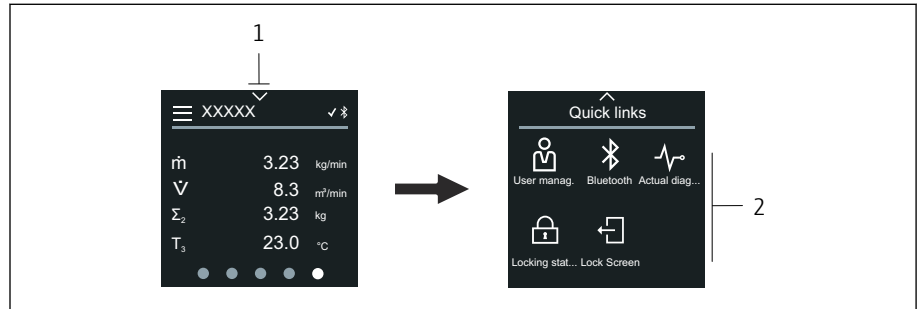 1
XXXXX
ṁ 3.23 kg/min
V̇ 8.3 m³/min
Σ₂ 3.23 kg
T₃ 23.0 °C
Quick links
User manag. Bluetooth Actual diag...
Locking stat... Lock Screen
2